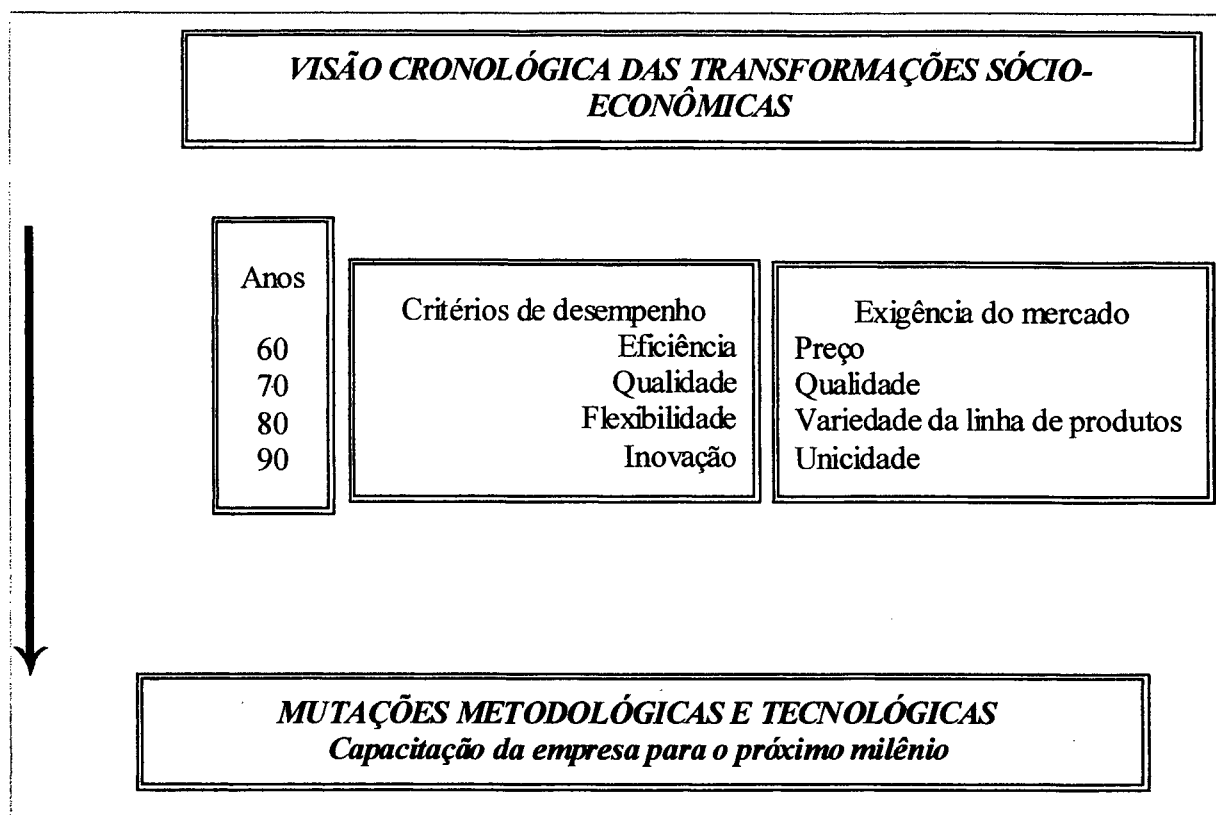 VISÃO CRONOLÓGICA DAS TRANSFORMAÇÕES SÓCIO-
ECONÔMICAS
Anos
60
70
80
90
Critérios de desempenho
Eficiência
Qualidade
Flexibilidade
Inovação
Exigência do mercado
Preço
Qualidade
Variedade da linha de produtos
Unicidade
MUTAÇÕES METODOLÓGICAS E TECNOLÓGICAS
Capacitação da empresa para o próximo milênio